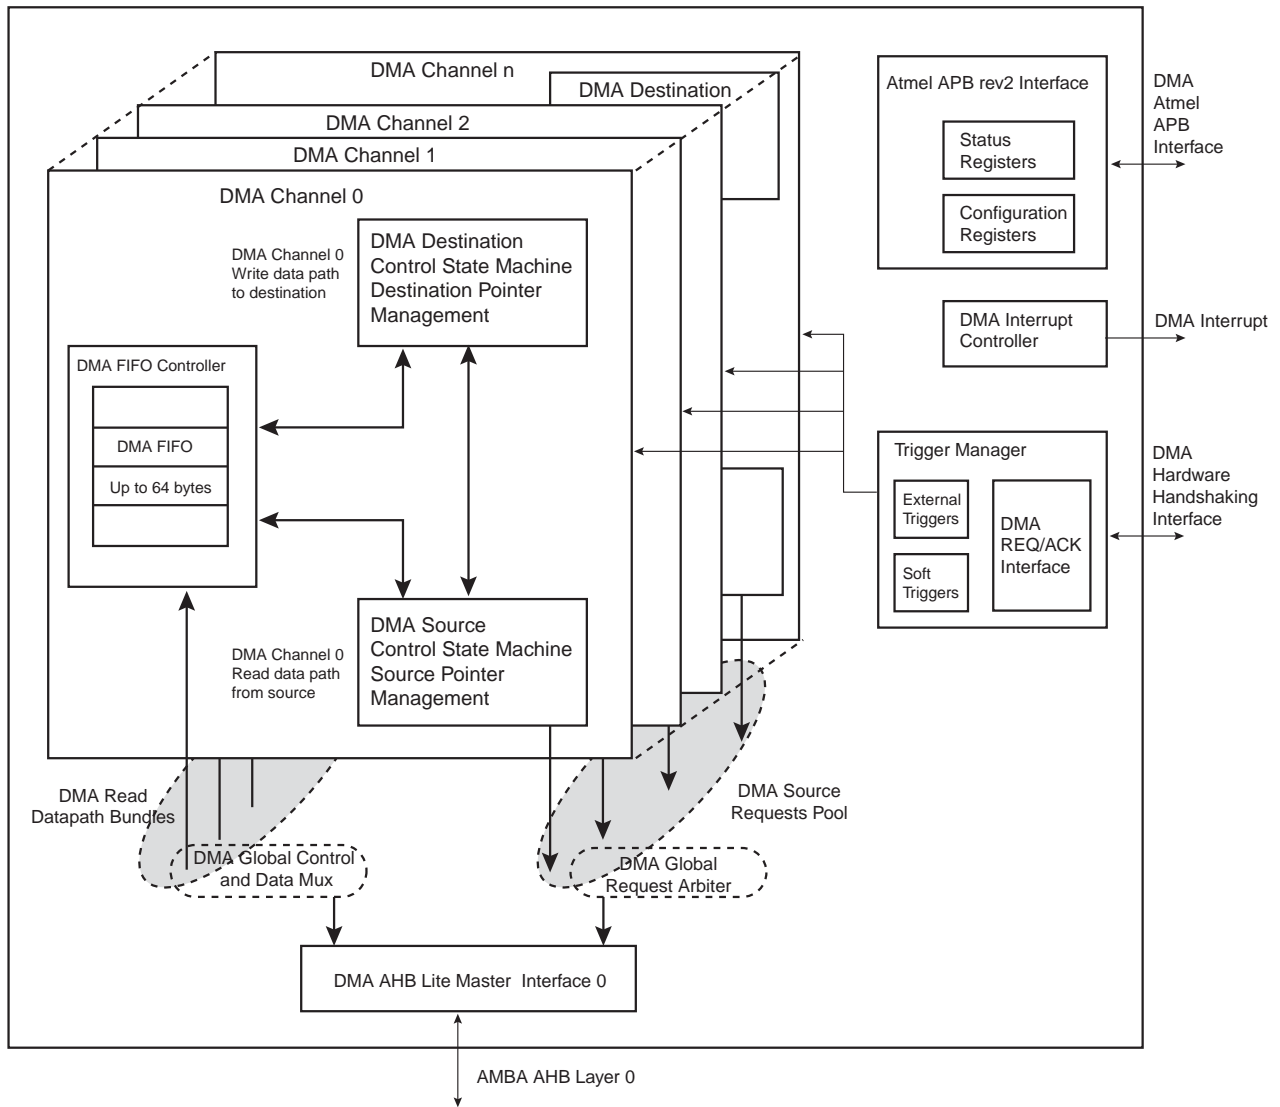 DMA Channel n
DMA Destination
DMA Channel 2
DMA Channel 1
DMA Channel 0
DMA Channel 0
Write data path
to destination
DMA Destination
Control State Machine
Destination Pointer
Management
DMA FIFO Controller
DMA FIFO
Up to 64 bytes
DMA Channel 0
Read data path
from source
DMA Source
Control State Machine
Source Pointer
Management
Atmel APB rev2 Interface
Status
Registers
Configuration
Registers
DMA
Atmel
APB
Interface
DMA Interrupt
Controller
DMA Interrupt
Trigger Manager
External
Triggers
Soft
Triggers
DMA
REQ/ACK
Interface
DMA
Hardware
Handshaking
Interface
DMA Read
Datapath Bundles
DMA Source
Requests Pool
DMA Global Control
and Data Mux
DMA Global
Request Arbiter
DMA AHB Lite Master Interface 0
AMBA AHB Layer 0